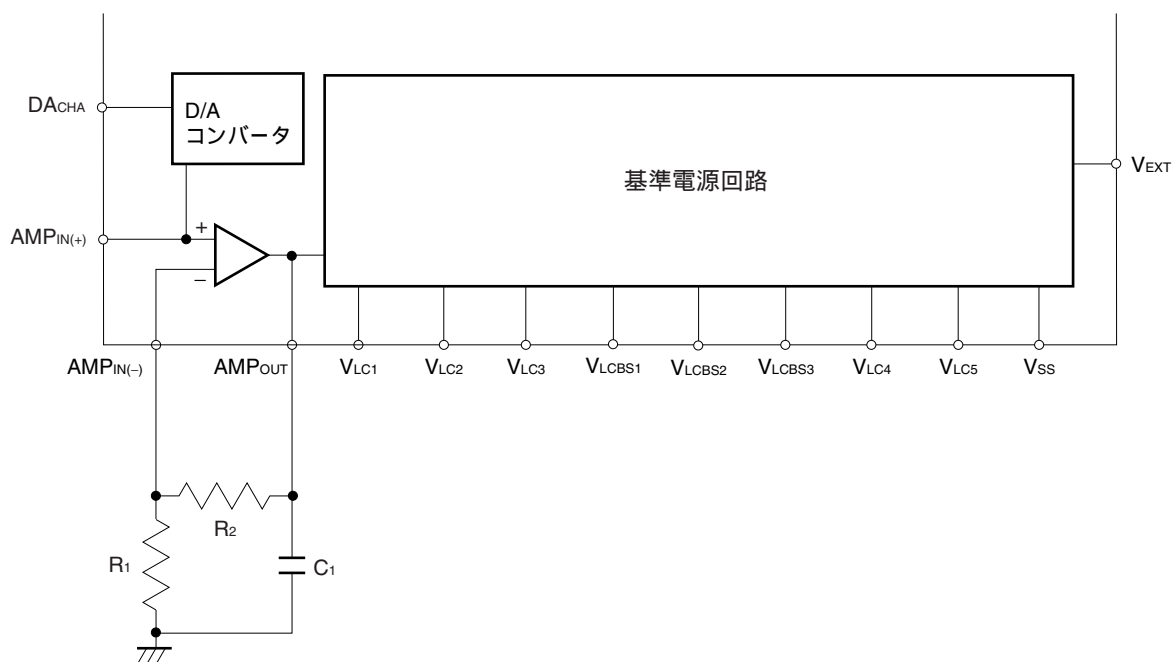 DACHA
D/A
コンバータ
基準電源回路
VEXT
AMPIN(+)
+
−
AMPIN(−)
AMPOUT
VLC1
VLC2
VLC3
VLCBS1
VLCBS2
VLCBS3
VLC4
VLC5
VSS
R2
R1
C1